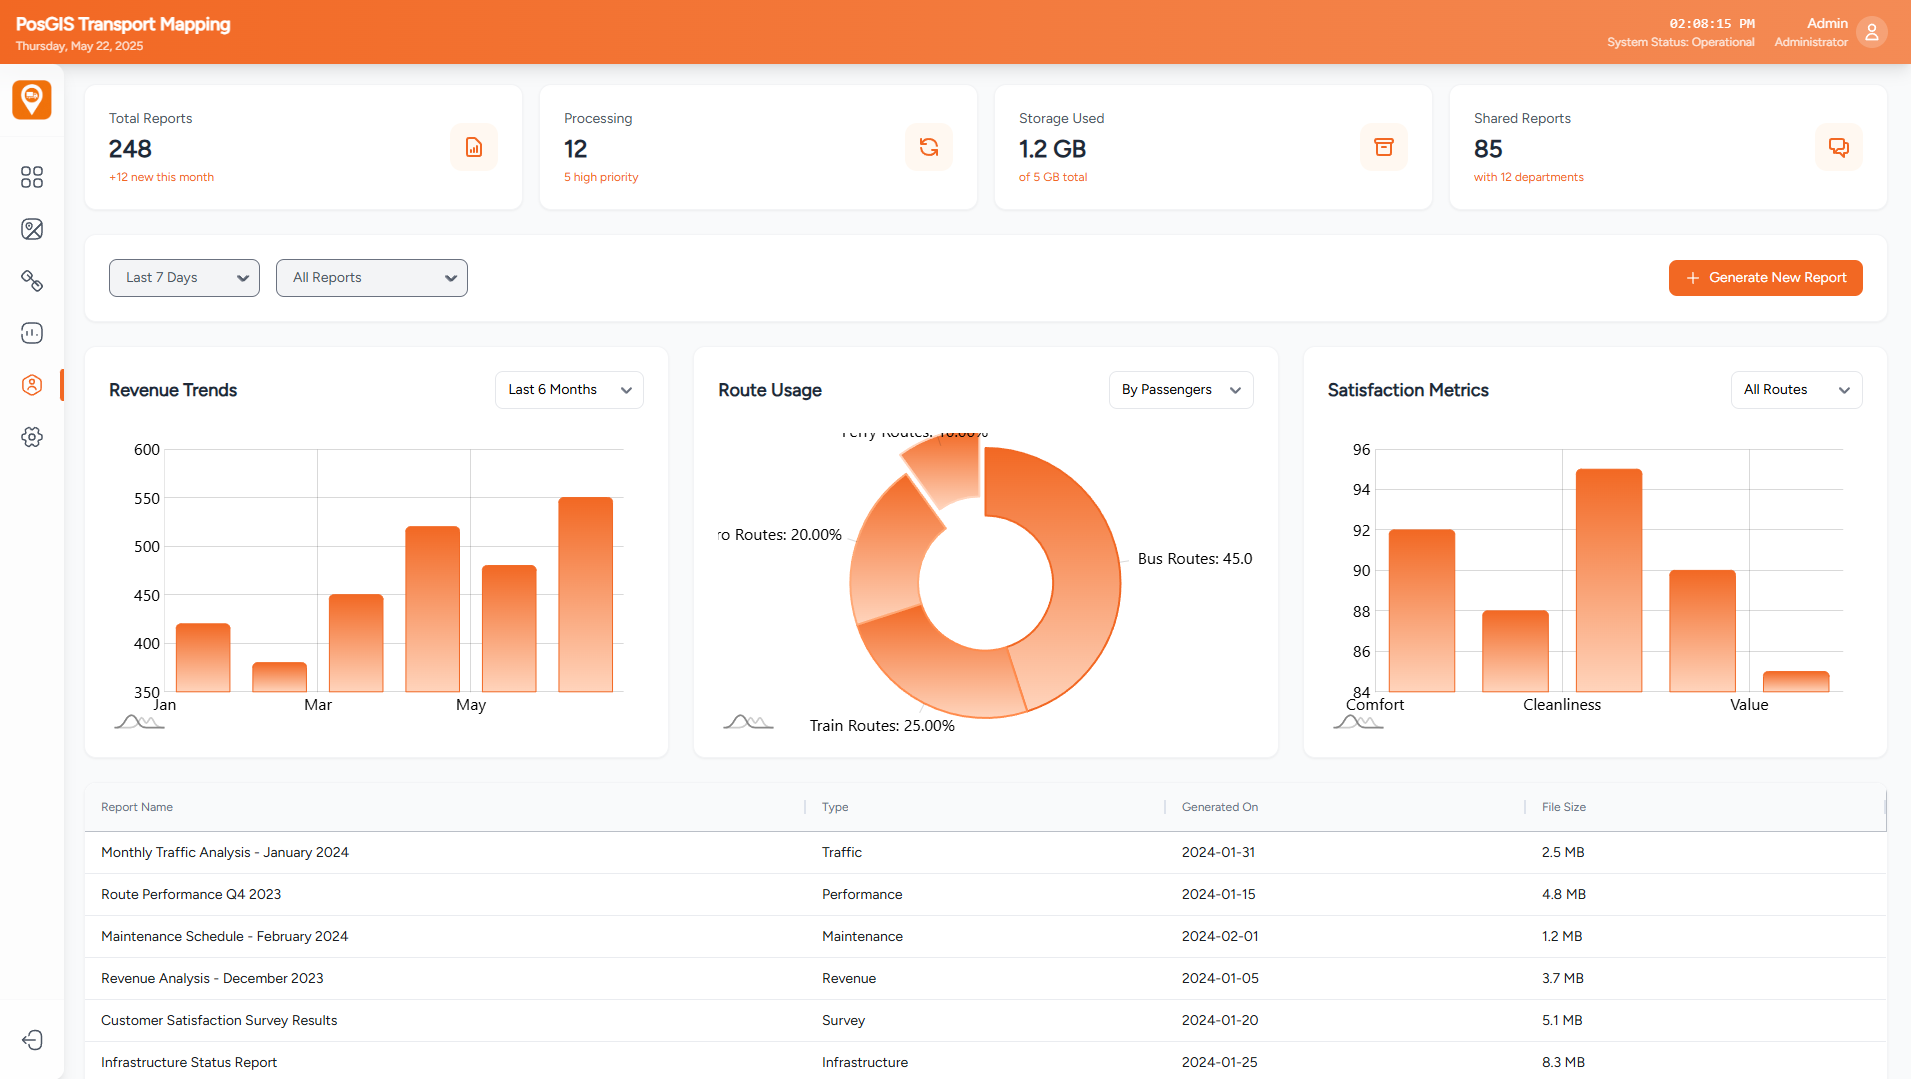 PosGIS Transport Mapping
Thursday, May 22, 2025
02:08:15 PM
System Status: Operational
Admin
Administrator
Total Reports
248
+12 new this month
Processing
12
5 high priority
Storage Used
1.2 GB
of 5 GB total
Shared Reports
85
with 12 departments
Last 7 Days
All Reports
Generate New Report
Revenue Trends
Last 6 Months
600
550
500
450
400
350
Jan
Mar
May
Route Usage
By Passengers
Ferry Routes: 10.00%
ro Routes: 20.00%
Bus Routes: 45.0
Train Routes: 25.00%
Satisfaction Metrics
All Routes
96
94
92
90
88
86
84
Comfort
Cleanliness
Value
Report Name Type Generated On File Size
Monthly Traffic Analysis - January 2024 Traffic 2024-01-31 2.5 MB
Route Performance Q4 2023 Performance 2024-01-15 4.8 MB
Maintenance Schedule - February 2024 Maintenance 2024-02-01 1.2 MB
Revenue Analysis - December 2023 Revenue 2024-01-05 3.7 MB
Customer Satisfaction Survey Results Survey 2024-01-20 5.1 MB
Infrastructure Status Report Infrastructure 2024-01-25 8.3 MB